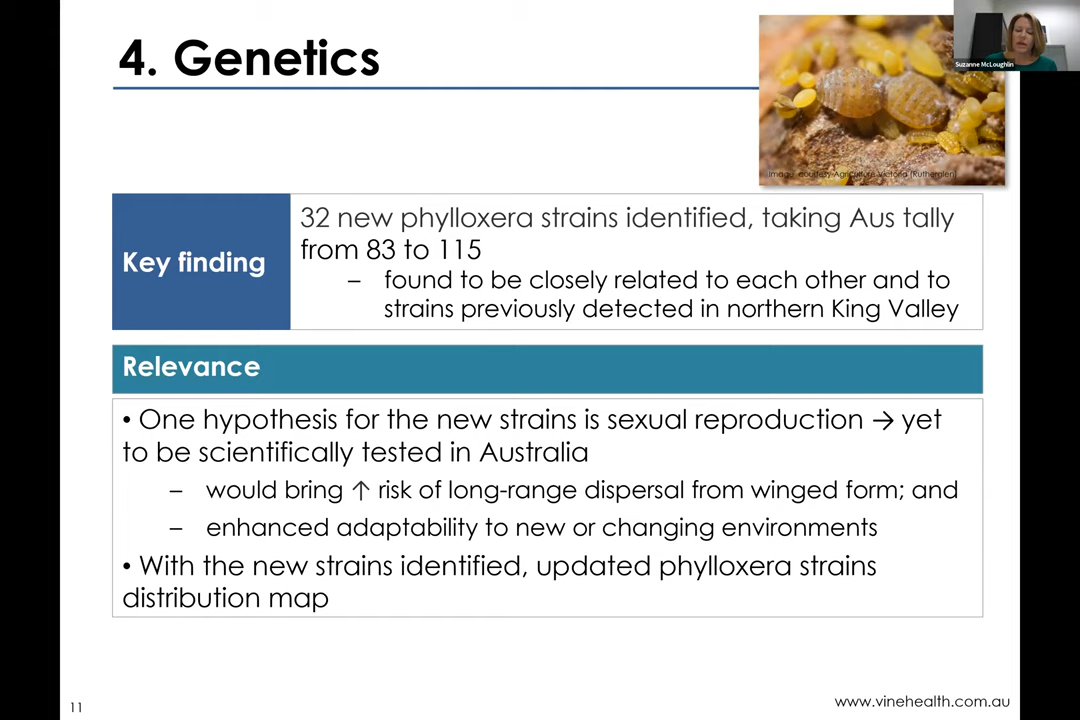 4. Genetics
Suzanne McLoughlin
Image courtesy Agriculture Victoria (Rutherglen)
Key finding
32 new phylloxera strains identified, taking Aus tally
from 83 to 115
– found to be closely related to each other and to
strains previously detected in northern King Valley
Relevance
• One hypothesis for the new strains is sexual reproduction → yet
to be scientifically tested in Australia
– would bring ↑ risk of long-range dispersal from winged form; and
– enhanced adaptability to new or changing environments
• With the new strains identified, updated phylloxera strains
distribution map
11
www.vinehealth.com.au